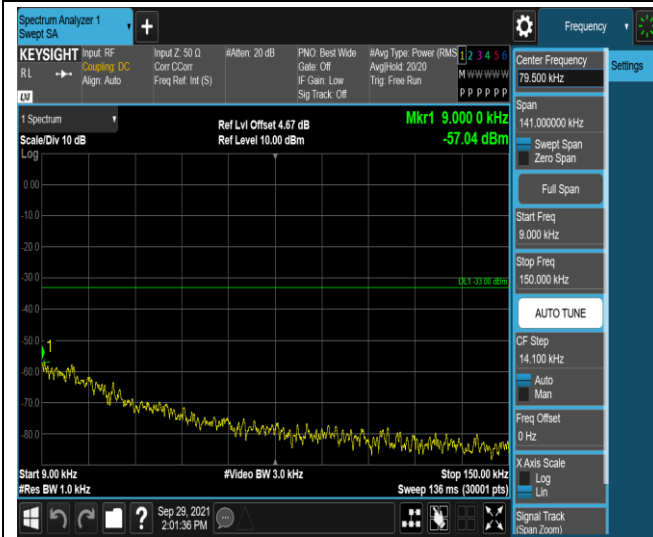 Spectrum Analyzer 1
Swept SA
+
Frequency
KEYSIGHT
RL
LXI
Input: RF
Coupling: DC
Align: Auto
Input Z: 50 Ω
Corr CCorr
Freq Ref: Int (S)
#Atten: 20 dB
PNO: Best Wide
Gate: Off
IF Gain: Low
Sig Track: Off
#Avg Type: Power (RMS
Avg|Hold: 20/20
Trig: Free Run
1 2 3 4 5 6
M W W W W W
P P P P P P
1 Spectrum
Scale/Div 10 dB
Log
Ref Lvl Offset 4.67 dB
Ref Level 10.00 dBm
Mkr1 9.000 0 kHz
-57.04 dBm
0.00
-10.0
-20.0
-30.0
DL1 -33.00 dBm
-40.0
-50.0
1
-60.0
-70.0
-80.0
Start 9.00 kHz
#Res BW 1.0 kHz
#Video BW 3.0 kHz
Stop 150.00 kHz
Sweep 136 ms (30001 pts)
?
Sep 29, 2021
2:01:36 PM
Center Frequency
79.500 kHz
Settings
Span
141.000000 kHz
Swept Span
Zero Span
Full Span
Start Freq
9.000 kHz
Stop Freq
150.000 kHz
AUTO TUNE
CF Step
14.100 kHz
Auto
Man
Freq Offset
0 Hz
X Axis Scale
Log
Lin
Signal Track
(Span Zoom)